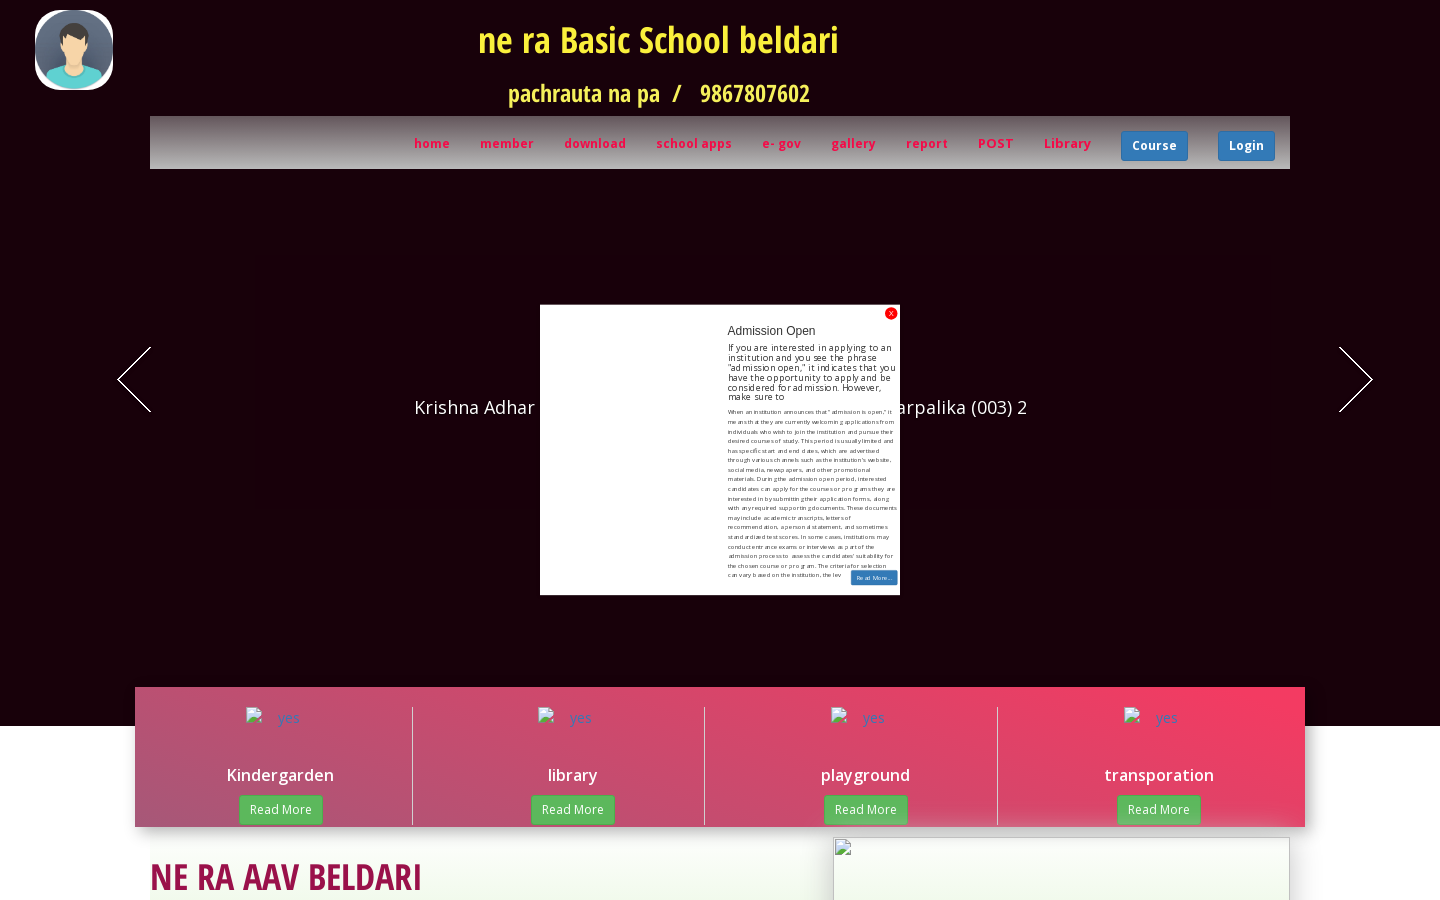 ne ra Basic School beldari
pachrauta na pa / 9867807602
home member download school apps e- gov gallery report POST Library Course Login
X
Admission Open
If you are interested in applying to an
institution and you see the phrase
"admission open," it indicates that you
have the opportunity to apply and be
considered for admission. However,
make sure to
When an institution announces that "admission is open," it
means that they are currently welcoming applications from
individuals who wish to join the institution and pursue their
desired courses of study. This period is usually limited and
has specific start and end dates, which are advertised
through various channels such as the institution's website,
social media, newspapers, and other promotional
materials. During the admission open period, interested
candidates can apply for the courses or programs they are
interested in by submitting their application forms, along
with any required supporting documents. These documents
may include academic transcripts, letters of
recommendation, a personal statement, and sometimes
standardized test scores. In some cases, institutions may
conduct entrance exams or interviews as part of the
admission process to assess the candidates' suitability for
the chosen course or program. The criteria for selection
can vary based on the institution, the lev
Read More...
Krishna Adhar arpalika (003) 2
yes yes yes yes
Kindergarden library playground transporation
Read More Read More Read More Read More
NE RA AAV BELDARI